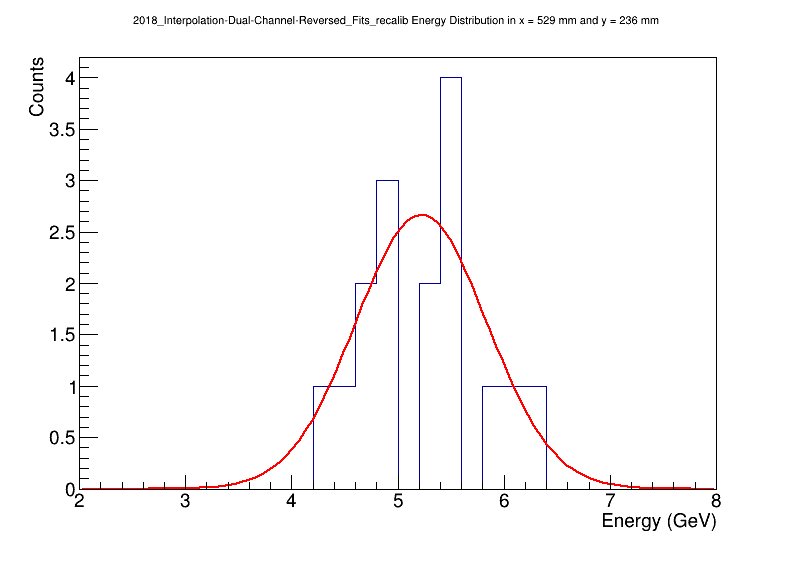 2018_Interpolation-Dual-Channel-Reversed_Fits_recalib Energy Distribution in x = 529 mm and y = 236 mm
Counts
4
3.5
3
2.5
2
1.5
1
0.5
0
2 3 4 5 6 7 8
Energy (GeV)